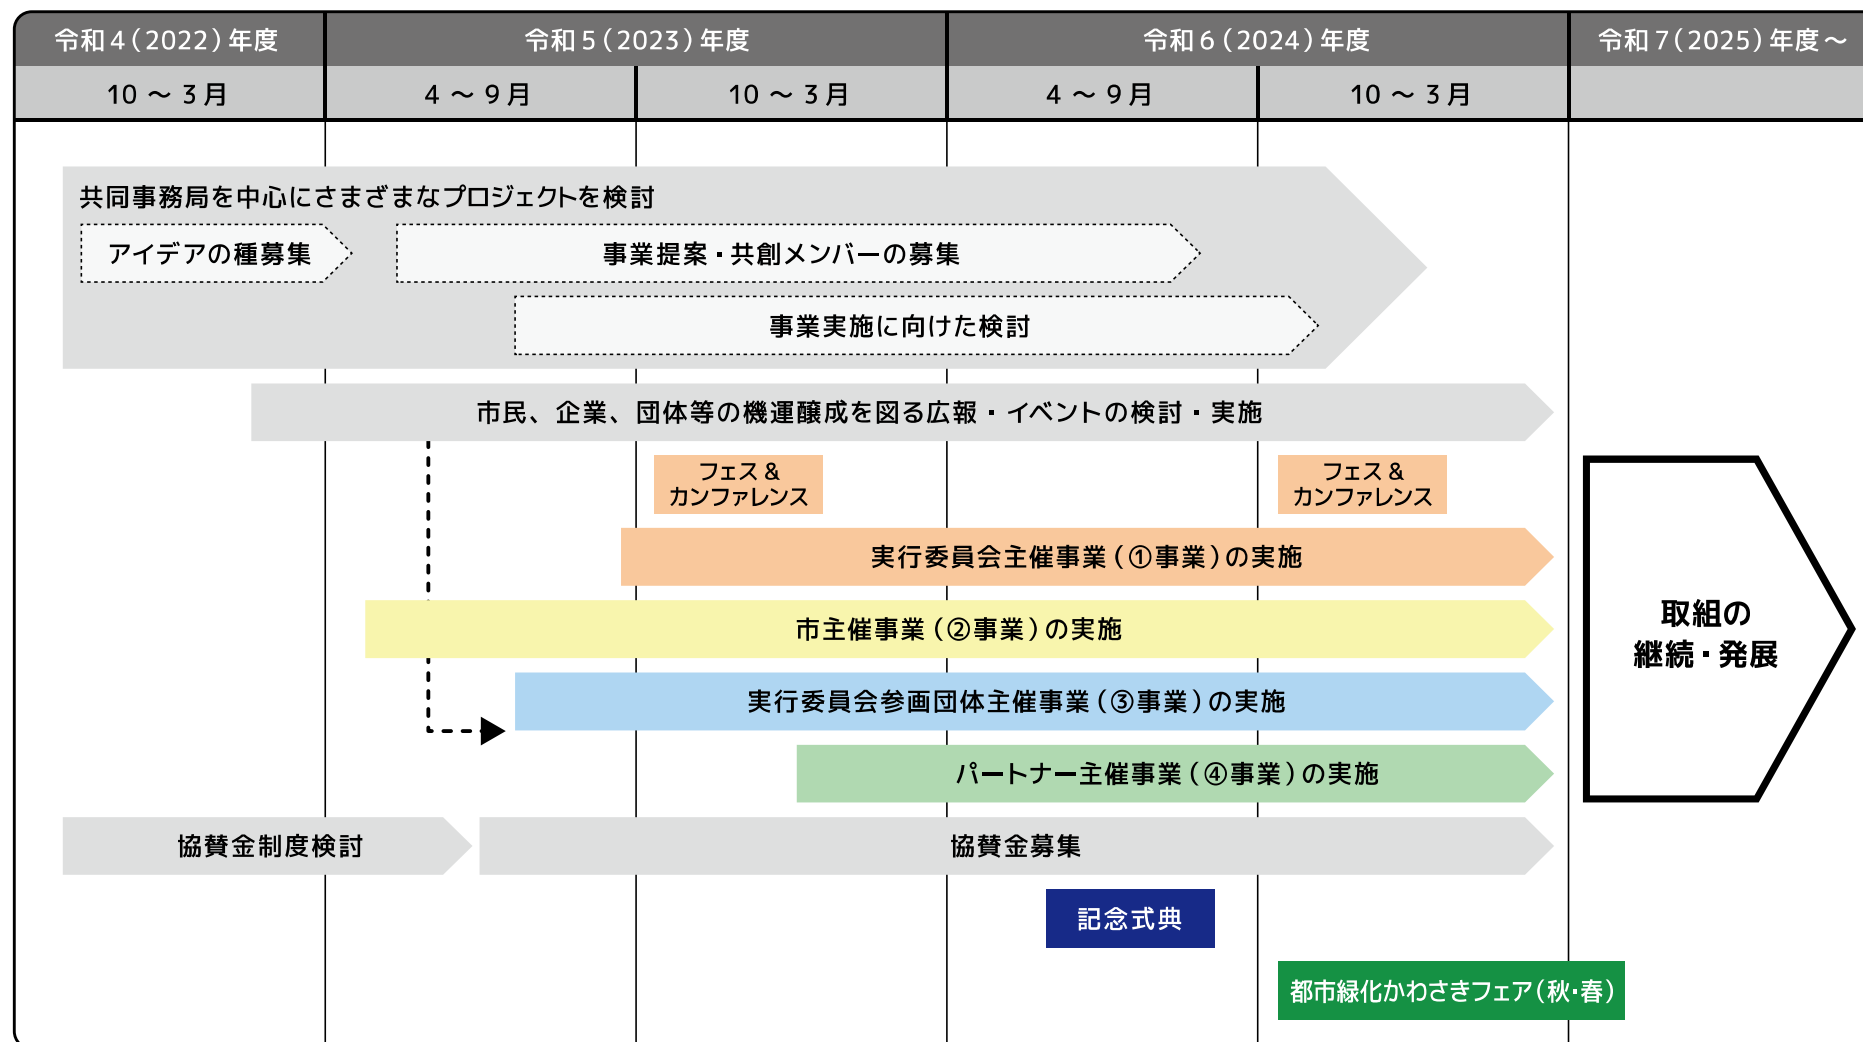 令和4(2022)年度
令和5(2023)年度
令和6(2024)年度
令和7(2025)年度～
10 ～ 3月
4 ～ 9月
10 ～ 3月
4 ～ 9月
10 ～ 3月
共同事務局を中心にさまざまなプロジェクトを検討
アイデアの種募集
事業提案・共創メンバーの募集
事業実施に向けた検討
市民、企業、団体等の機運醸成を図る広報・イベントの検討・実施
フェス &
カンファレンス
フェス &
カンファレンス
実行委員会主催事業(①事業)の実施
市主催事業(②事業)の実施
実行委員会参画団体主催事業(③事業)の実施
パートナー主催事業(④事業)の実施
取組の
継続・発展
協賛金制度検討
協賛金募集
記念式典
都市緑化かわさきフェア(秋・春)